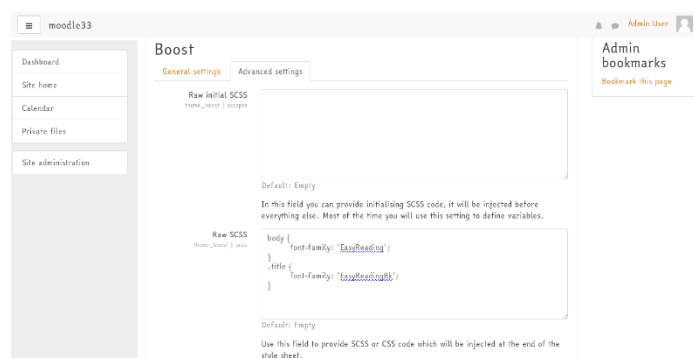 moodle33
Admin User
Dashboard
Site home
Calendar
Private files
Site administration
Boost
General settings
Advanced settings
Raw initial SCSS
theme_boost | scsspre
Default: Empty
In this field you can provide initialising SCSS code, it will be injected before
everything else. Most of the time you will use this setting to define variables.
Raw SCSS
theme_boost | scss
body {
font-family: 'EasyReading';
}
.title {
font-family: 'EasyReadingBk';
}
Default: Empty
Use this field to provide SCSS or CSS code which will be injected at the end of the
style sheet.
Admin
bookmarks
Bookmark this page